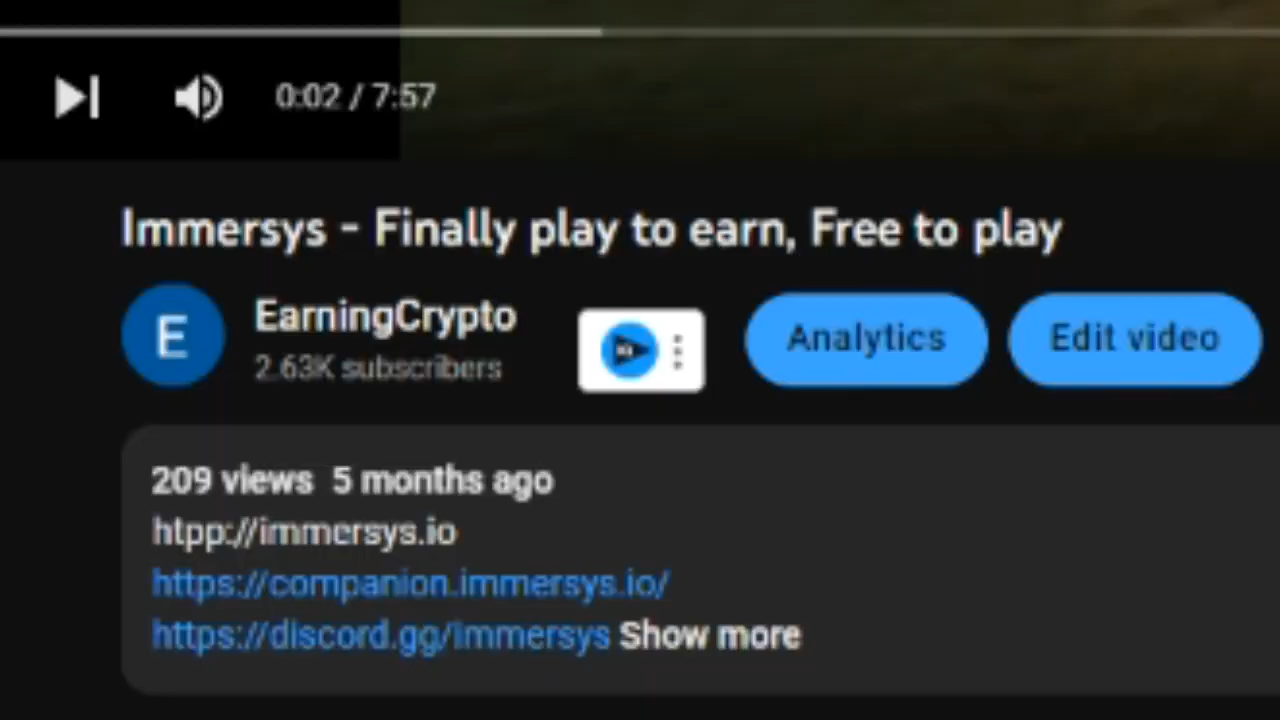 0:02 / 7:57
Immersys - Finally play to earn, Free to play
E
EarningCrypto
2.63K subscribers
Analytics
Edit video
209 views 5 months ago
htpp://immersys.io
https://companion.immersys.io/
https://discord.gg/immersys Show more